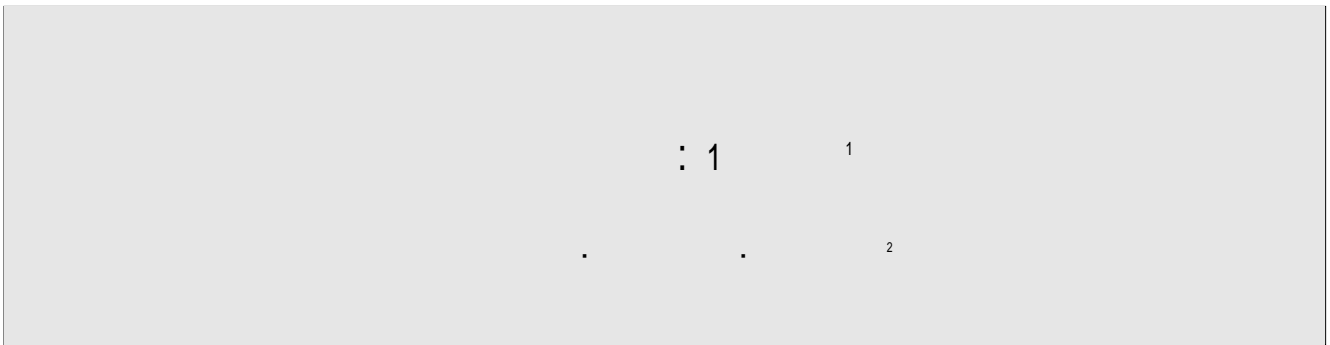 : 1 ¹
. . ²